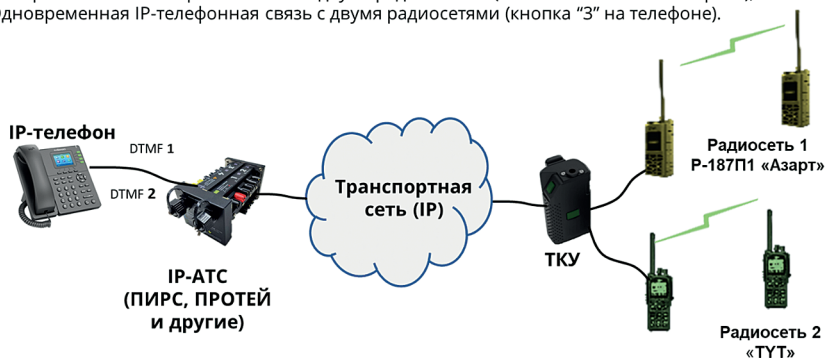 одновременная IP-телефонная связь с двумя радиосетями (кнопка “3” на телефоне).
IP-телефон
DTMF 1
DTMF 2
IP-АТС
(ПИРС, ПРОТЕЙ
и другие)
Транспортная
сеть (IP)
ТКУ
Радиосеть 1
Р-187П1 «Азарт»
Радиосеть 2
«TYT»